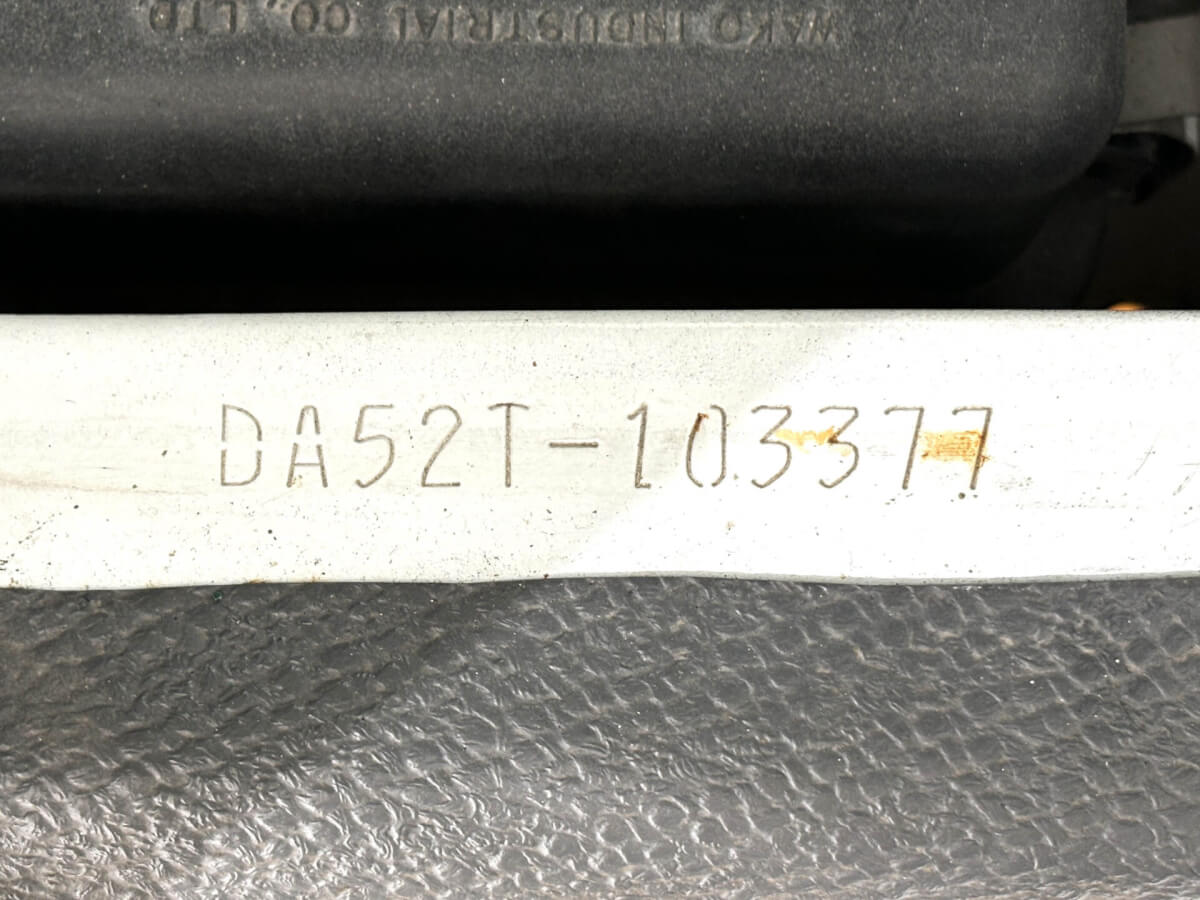 WAKO INDUSTRIAL CO., LTD.
DA52T-103377